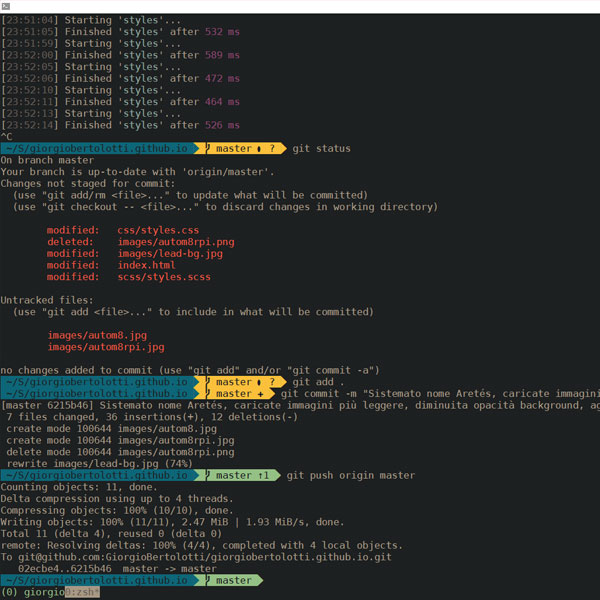 [23:51:04] Starting 'styles'...
[23:51:05] Finished 'styles' after 532 ms
[23:51:59] Starting 'styles'...
[23:52:00] Finished 'styles' after 589 ms
[23:52:05] Starting 'styles'...
[23:52:06] Finished 'styles' after 472 ms
[23:52:10] Starting 'styles'...
[23:52:11] Finished 'styles' after 464 ms
[23:52:13] Starting 'styles'...
[23:52:14] Finished 'styles' after 526 ms
^C
~/S/giorgiobertolotti.github.io master ? git status
On branch master
Your branch is up-to-date with 'origin/master'.
Changes not staged for commit:
(use "git add/rm <file>..." to update what will be committed)
(use "git checkout -- <file>..." to discard changes in working directory)
modified: css/styles.css
deleted: images/autom8rpi.png
modified: images/lead-bg.jpg
modified: index.html
modified: scss/styles.scss
Untracked files:
(use "git add <file>..." to include in what will be committed)
images/autom8.jpg
images/autom8rpi.jpg
no changes added to commit (use "git add" and/or "git commit -a")
~/S/giorgiobertolotti.github.io master ? git add .
~/S/giorgiobertolotti.github.io master + git commit -m "Sistemato nome Aretés, caricate immagini
[master 6215b46] Sistemato nome Aretés, caricate immagini più leggere, diminuita opacità background, ag
7 files changed, 36 insertions(+), 12 deletions(-)
create mode 100644 images/autom8.jpg
create mode 100644 images/autom8rpi.jpg
delete mode 100644 images/autom8rpi.png
rewrite images/lead-bg.jpg (74%)
~/S/giorgiobertolotti.github.io master ↑1 git push origin master
Counting objects: 11, done.
Delta compression using up to 4 threads.
Compressing objects: 100% (10/10), done.
Writing objects: 100% (11/11), 2.47 MiB | 1.93 MiB/s, done.
Total 11 (delta 4), reused 0 (delta 0)
remote: Resolving deltas: 100% (4/4), completed with 4 local objects.
To git@github.com:GiorgioBertolotti/giorgiobertolotti.github.io.git
02ecbe4..6215b46 master -> master
~/S/giorgiobertolotti.github.io master
(0) giorgio 0:zsh*